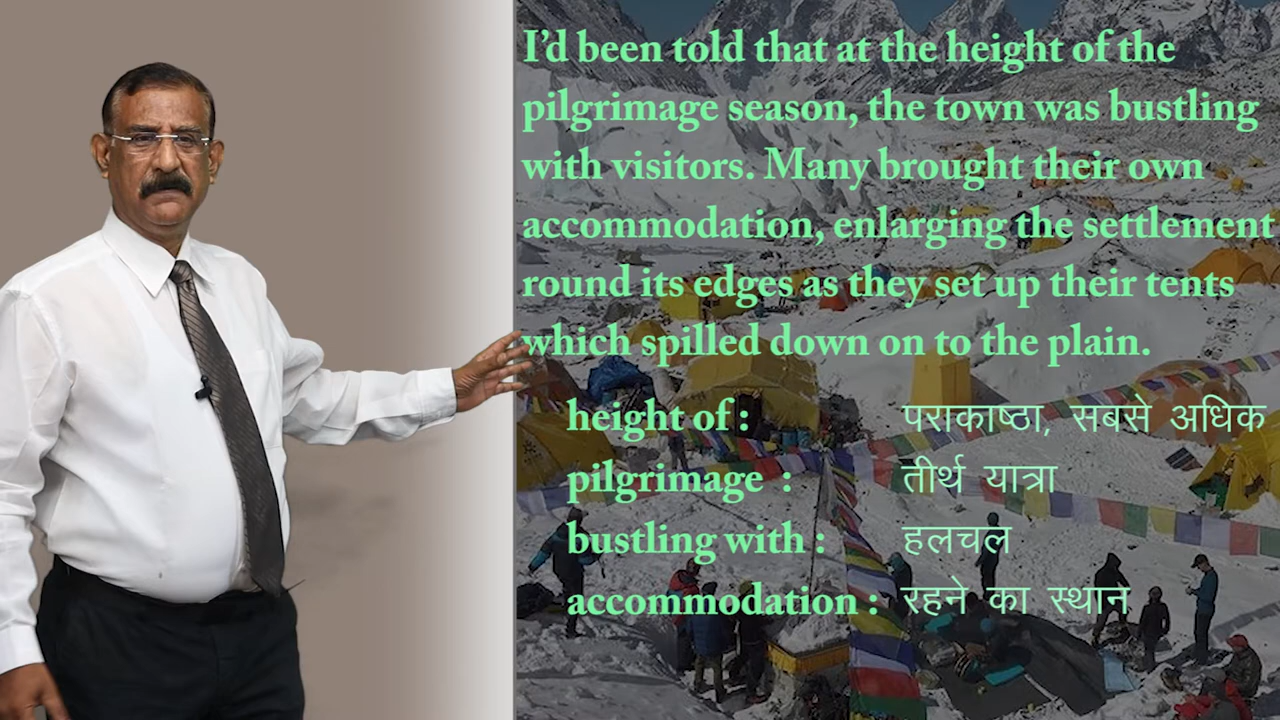 I’d been told that at the height of the
pilgrimage season, the town was bustling
with visitors. Many brought their own
accommodation, enlarging the settlement
round its edges as they set up their tents
which spilled down on to the plain.
height of : पराकाष्ठा, सबसे अधिक
pilgrimage : तीर्थ यात्रा
bustling with : हलचल
accommodation : रहने का स्थान